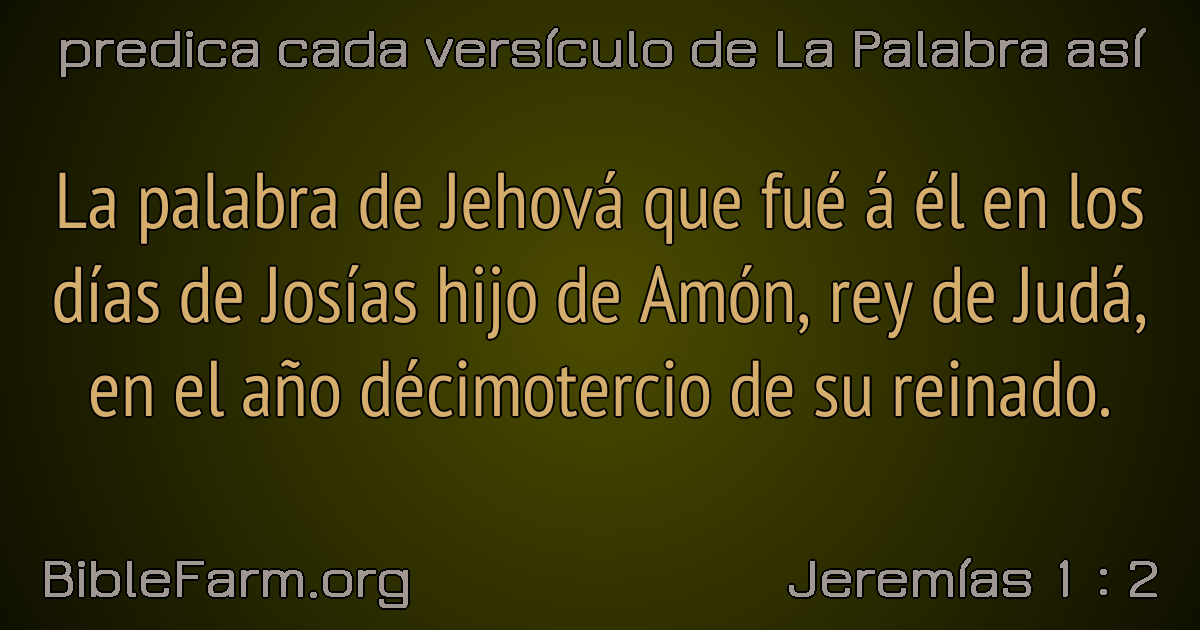 predica cada versículo de La Palabra así
La palabra de Jehová que fué á él en los
días de Josías hijo de Amón, rey de Judá,
en el año décimotercio de su reinado.
BibleFarm.org
Jeremías 1 : 2